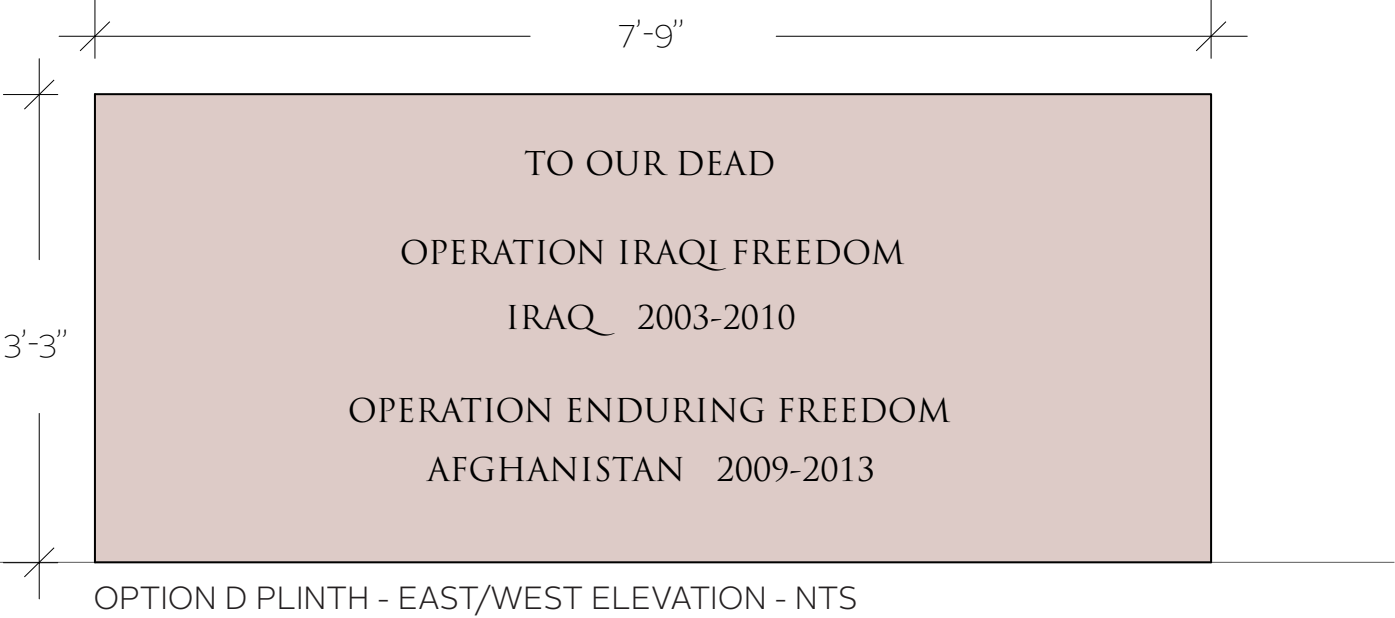 7’-9”
TO OUR DEAD
OPERATION IRAQI FREEDOM
IRAQ 2003-2010
3’-3”
OPERATION ENDURING FREEDOM
AFGHANISTAN 2009-2013
OPTION D PLINTH - EAST/WEST ELEVATION - NTS